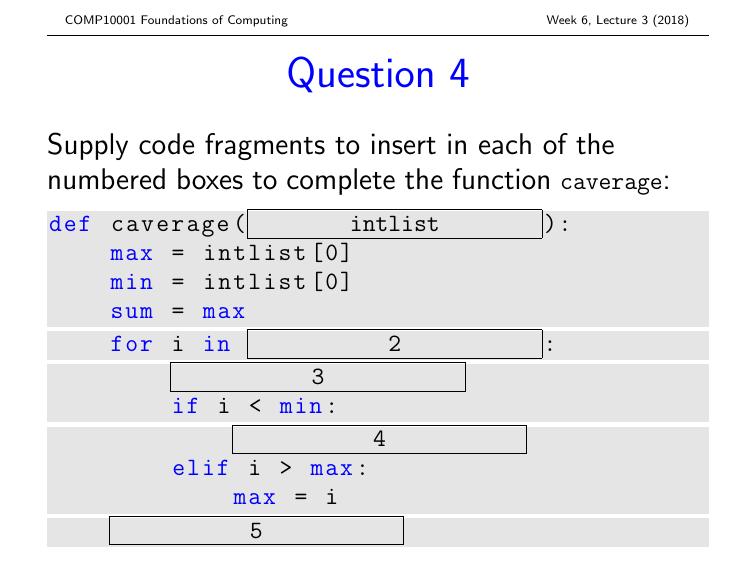 COMP10001 Foundations of Computing Week 6, Lecture 3 (2018)
Question 4
Supply code fragments to insert in each of the
numbered boxes to complete the function caverage:
def caverage(intlist):
    max = intlist[0]
    min = intlist[0]
    sum = max
    for i in 2:
        3
        if i < min:
            4
        elif i > max:
            max = i
    5